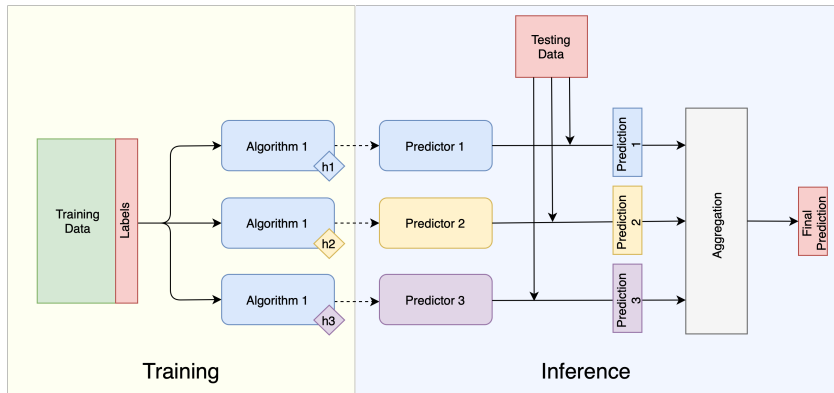 Testing
Data
Training
Data
Labels
Algorithm 1
h1
Predictor 1
Prediction
1
Algorithm 1
h2
Predictor 2
Prediction
2
Algorithm 1
h3
Predictor 3
Prediction
3
Aggregation
Final
Prediction
Training
Inference